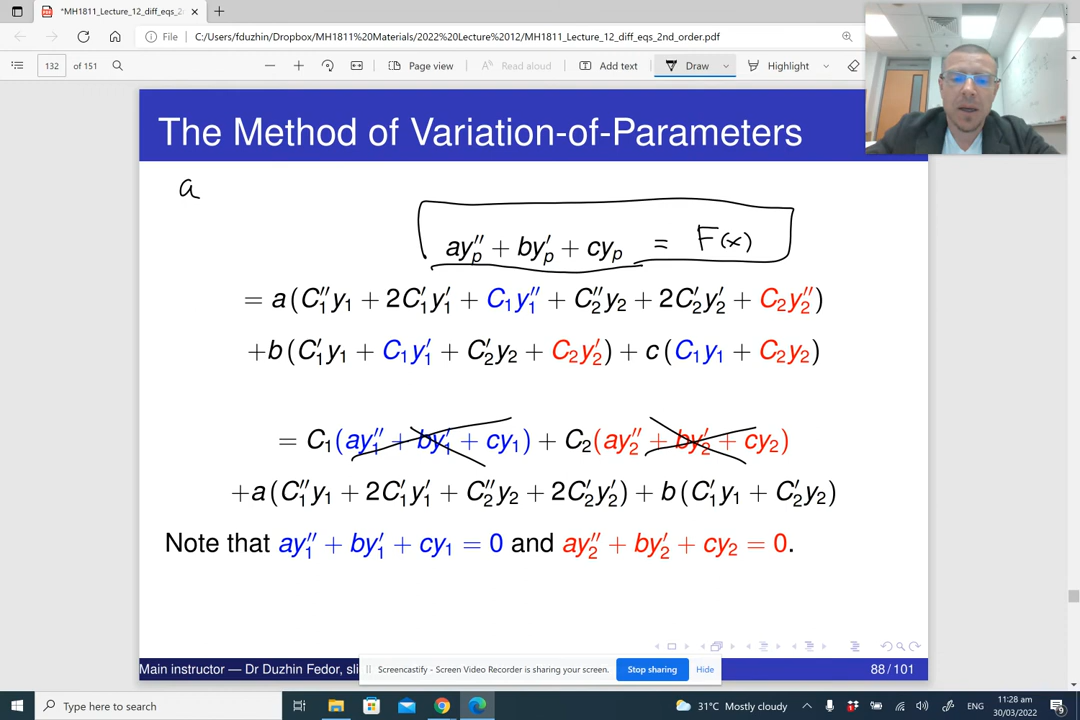 *MH1811_Lecture_12_diff_eqs_2nd
File C:/Users/fduzhin/Dropbox/MH1811%20Materials/2022%20Lecture%2012/MH1811_Lecture_12_diff_eqs_2nd_order.pdf
132 of 151 Page view Read aloud Add text Draw Highlight
The Method of Variation-of-Parameters
a
ay″ₚ + by′ₚ + cyₚ = F(x)
= a(C″₁y₁ + 2C′₁y′₁ + C₁y″₁ + C″₂y₂ + 2C′₂y′₂ + C₂y″₂)
+b(C′₁y₁ + C₁y′₁ + C′₂y₂ + C₂y′₂) + c(C₁y₁ + C₂y₂)
= C₁(ay″₁ + by′₁ + cy₁) + C₂(ay″₂ + by′₂ + cy₂)
+a(C″₁y₁ + 2C′₁y′₁ + C″₂y₂ + 2C′₂y′₂) + b(C′₁y₁ + C′₂y₂)
Note that ay″₁ + by′₁ + cy₁ = 0 and ay″₂ + by′₂ + cy₂ = 0.
Main instructor — Dr Duzhin Fedor, sli
Screencastify - Screen Video Recorder is sharing your screen. Stop sharing Hide
88 / 101
Type here to search 31°C Mostly cloudy ENG 11:28 am
30/03/2022